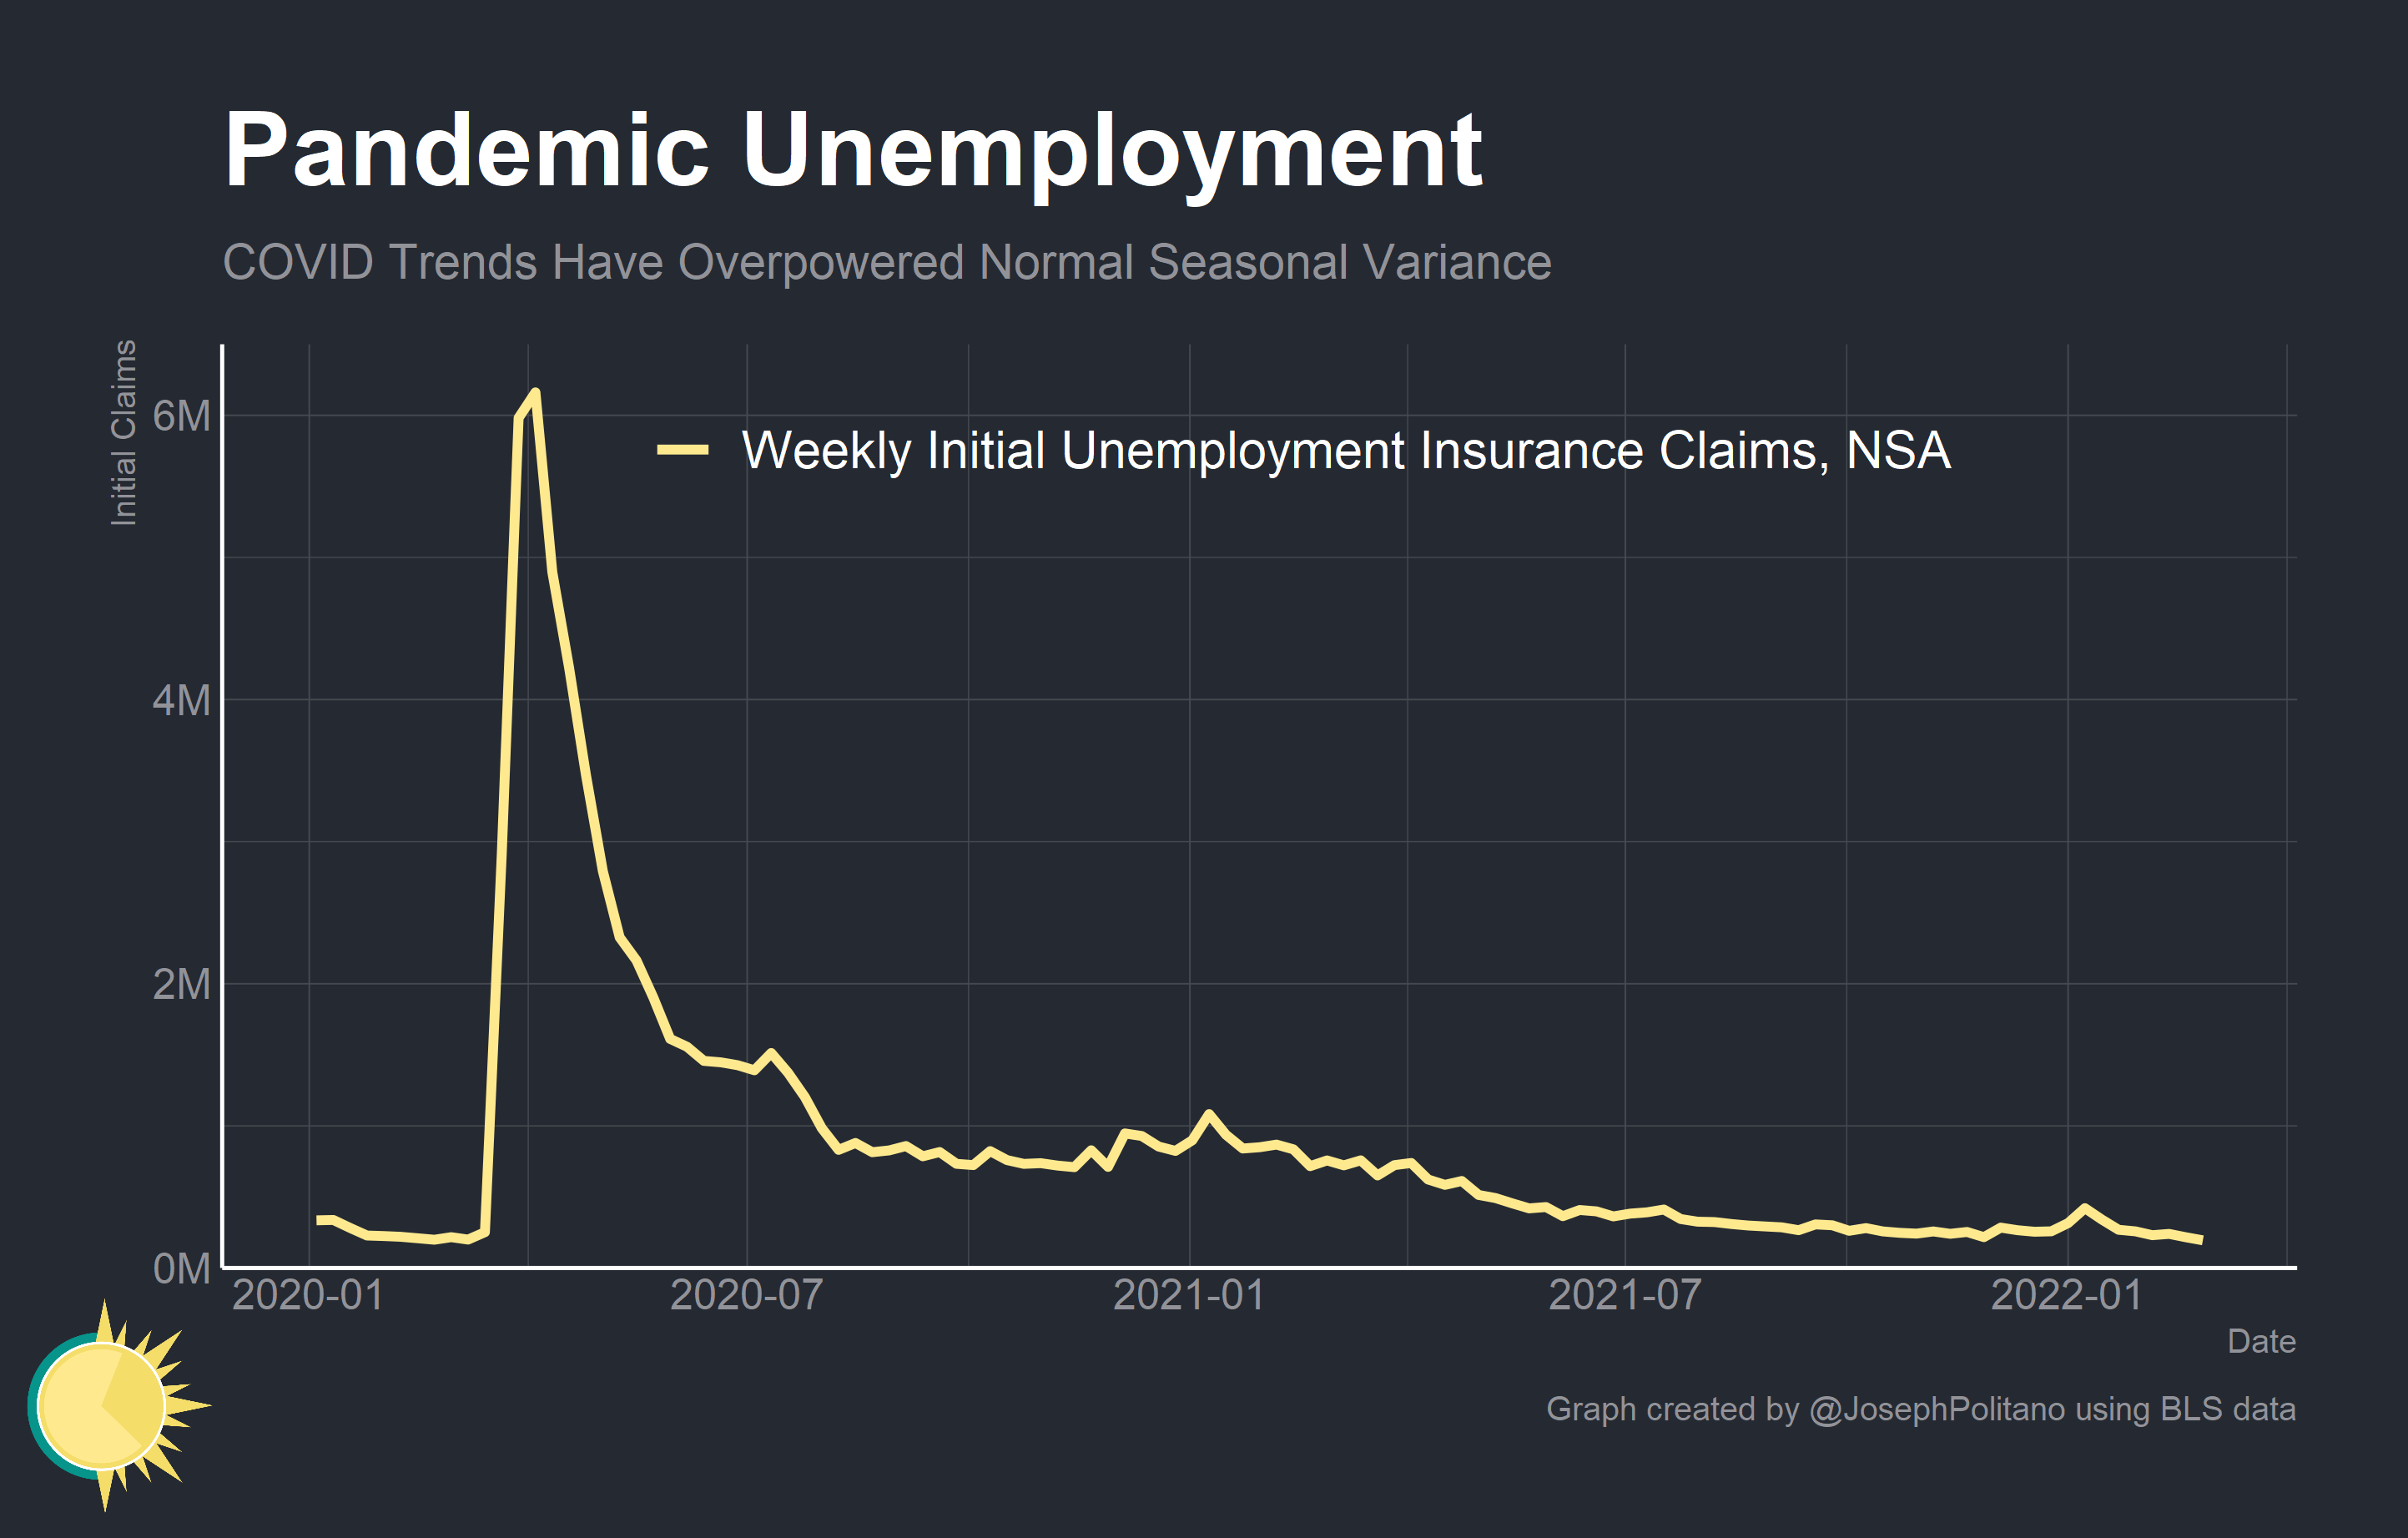 Pandemic Unemployment
COVID Trends Have Overpowered Normal Seasonal Variance
Initial Claims
6M
Weekly Initial Unemployment Insurance Claims, NSA
4M
2M
0M
2020-01
2020-07
2021-01
2021-07
2022-01
Date
Graph created by @JosephPolitano using BLS data